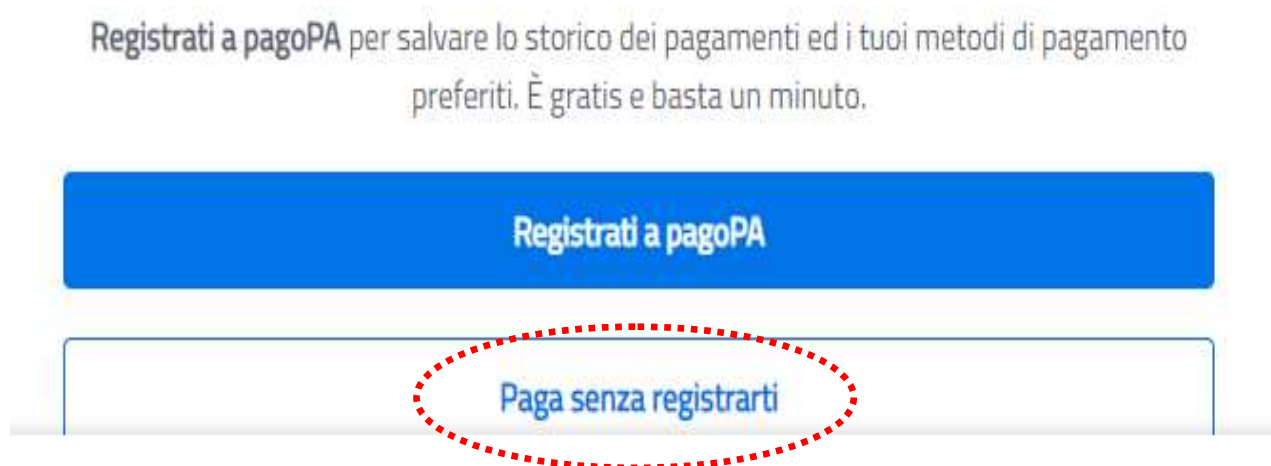 Registrati a pagoPA per salvare lo storico dei pagamenti ed i tuoi metodi di pagamento
preferiti. È gratis e basta un minuto.
Registrati a pagoPA
Paga senza registrarti